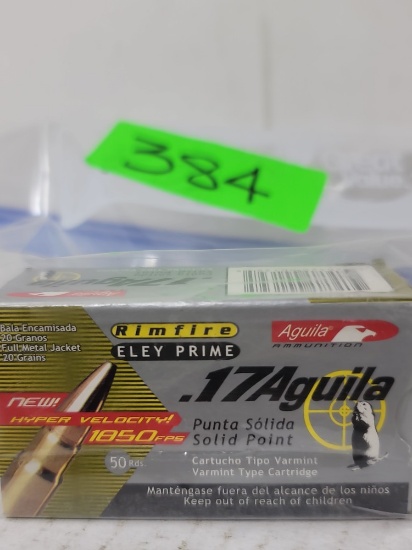 384
.17Aguila
Bala Encamisada
20 Granos
Full Metal Jacket
20 Grains
Rimfire
ELEY PRIME
Aguila
AMMUNITION
.17Aguila
NEW!
HYPER VELOCITY!
1850 FPS
Punta Sólida
Solid Point
50 Rds.
Cartucho Tipo Varmint
Varmint Type Cartridge
Manténgase fuera del alcance de los niños
Keep out of reach of children